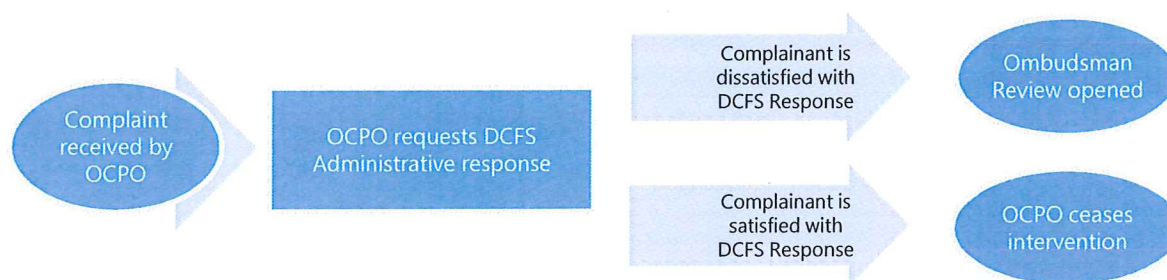 Complaint
received by
OCPO
OCPO requests DCFS
Administrative response
Complainant is
dissatisfied with
DCFS Response
Ombudsman
Review opened
Complainant is
satisfied with
DCFS Response
OCPO ceases
intervention